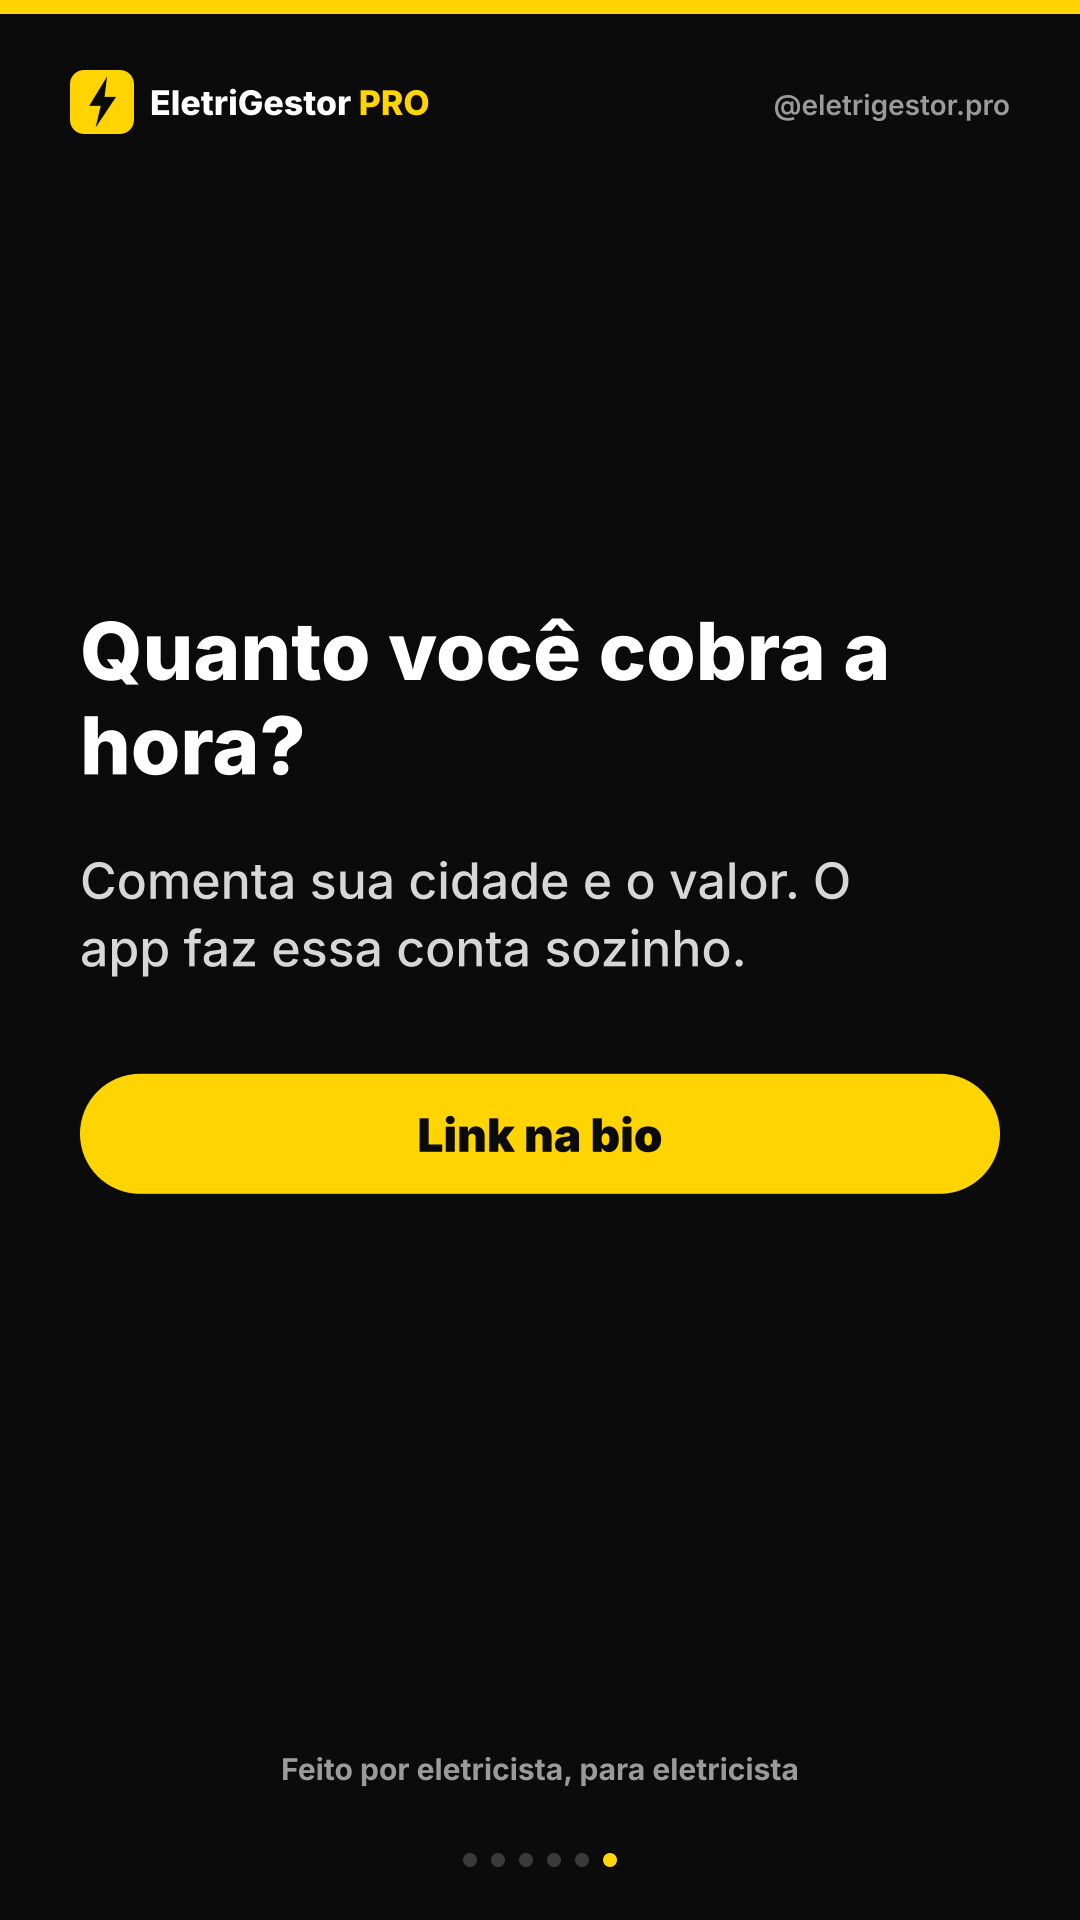 EletriGestor PRO
@eletrigestor.pro
Quanto você cobra a
hora?
Comenta sua cidade e o valor. O
app faz essa conta sozinho.
Link na bio
Feito por eletricista, para eletricista